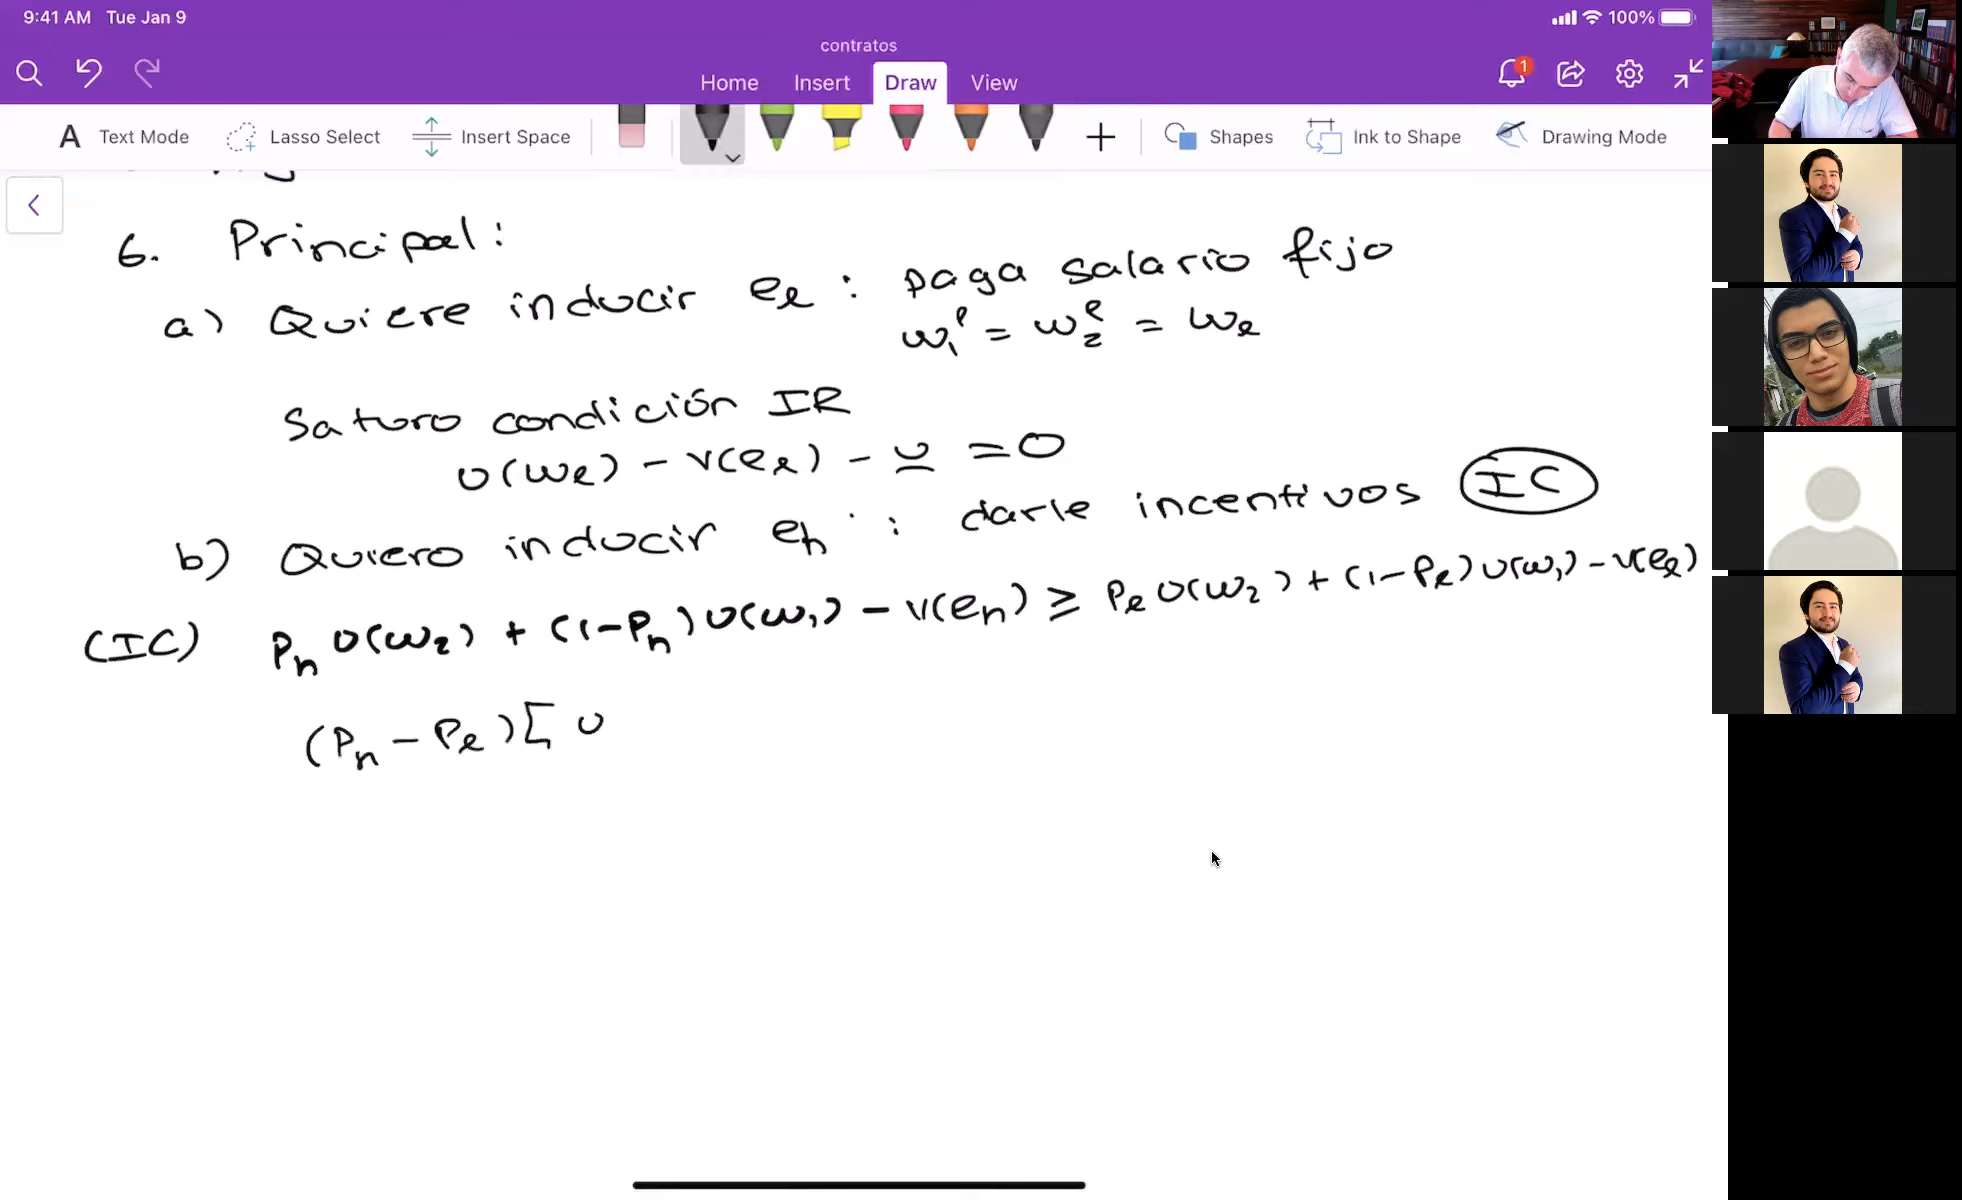 9:41 AM Tue Jan 9
100%
contratos
Home Insert Draw View
1
A Text Mode Lasso Select Insert Space Shapes Ink to Shape Drawing Mode
6. Principal:
a) Quiere inducir eₗ : paga salario fijo
w₁ˡ = w₂ˡ = wₗ
Saturo condición IR
u(wₗ) - v(eₗ) - u̲ = 0
b) Quiero inducir eₕ : darle incentivos IC
(IC) Pₕ u(w₂) + (1-Pₕ) u(w₁) - v(eₕ) ≥ Pₗ u(w₂) + (1-Pₗ) u(w₁) - v(eₗ)
(Pₕ - Pₗ) [ u